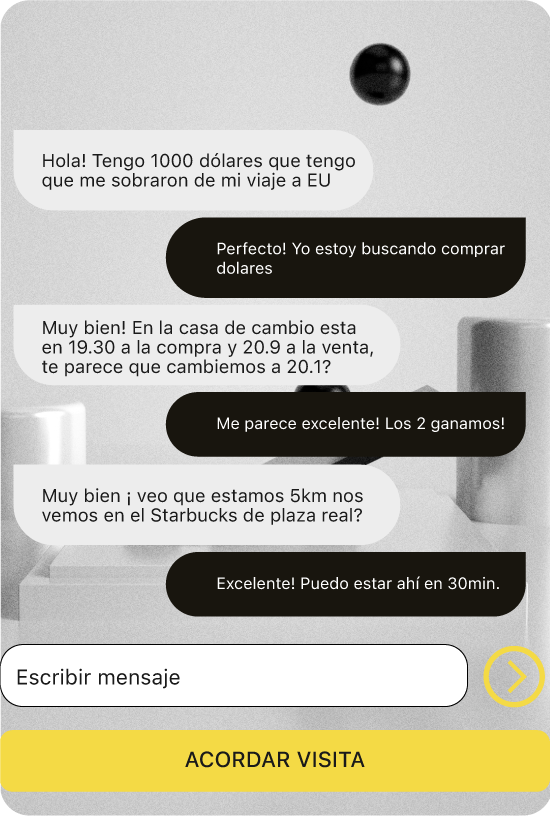 Hola! Tengo 1000 dólares que tengo
que me sobraron de mi viaje a EU
Perfecto! Yo estoy buscando comprar
dolares
Muy bien! En la casa de cambio esta
en 19.30 a la compra y 20.9 a la venta,
te parece que cambiemos a 20.1?
Me parece excelente! Los 2 ganamos!
Muy bien ¡ veo que estamos 5km nos
vemos en el Starbucks de plaza real?
Excelente! Puedo estar ahí en 30min.
Escribir mensaje
ACORDAR VISITA